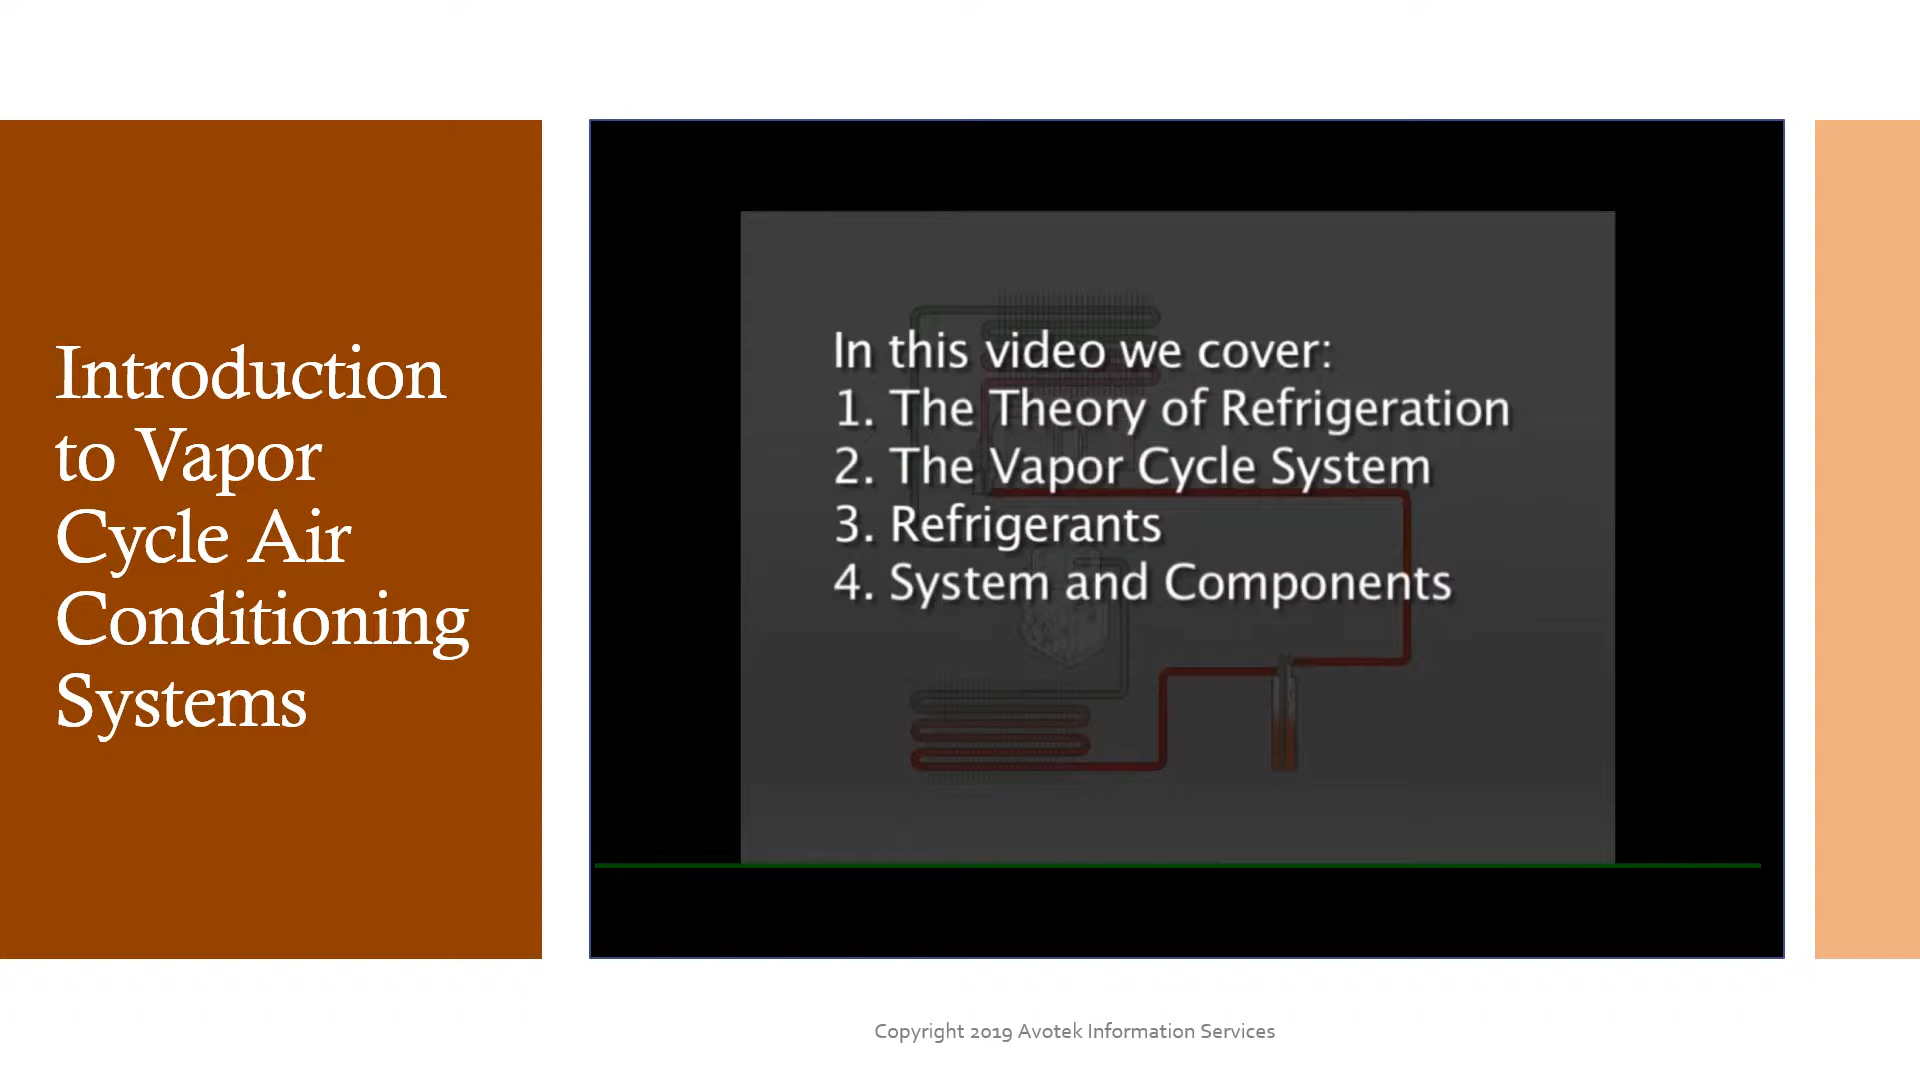 Introduction
to Vapor
Cycle Air
Conditioning
Systems
In this video we cover:
1. The Theory of Refrigeration
2. The Vapor Cycle System
3. Refrigerants
4. System and Components
Copyright 2019 Avotek Information Services